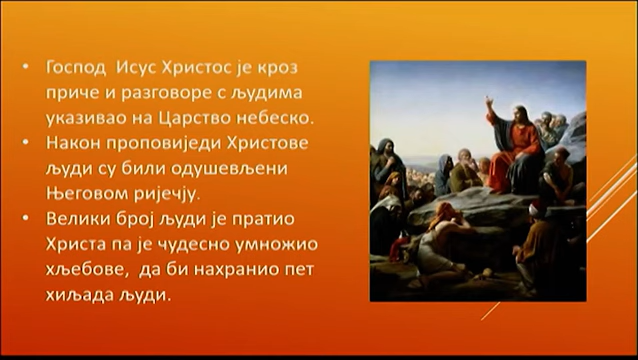 • Господ  Исус Христос је кроз
приче и разговоре с људима
указивао на Царство небеско.
• Након проповиједи Христове
људи су били одушевљени
Његовом ријечју.
• Велики број људи је пратио
Христа па је чудесно умножио
хљебове,  да би нахранио пет
хиљада људи.